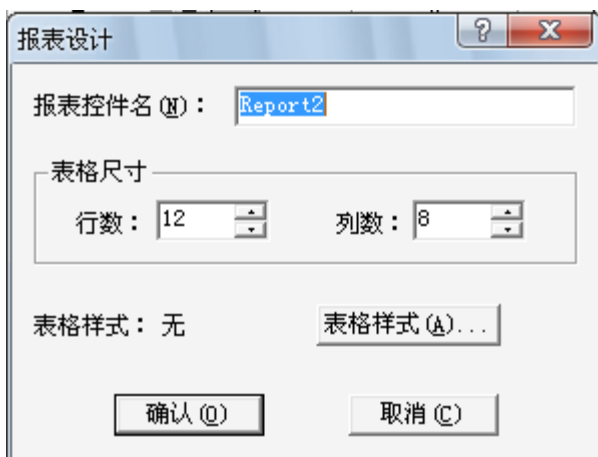 报表设计
报表控件名(N)： Report2
表格尺寸
行数： 12 列数： 8
表格样式： 无 表格样式(A)...
确认(O) 取消(C)